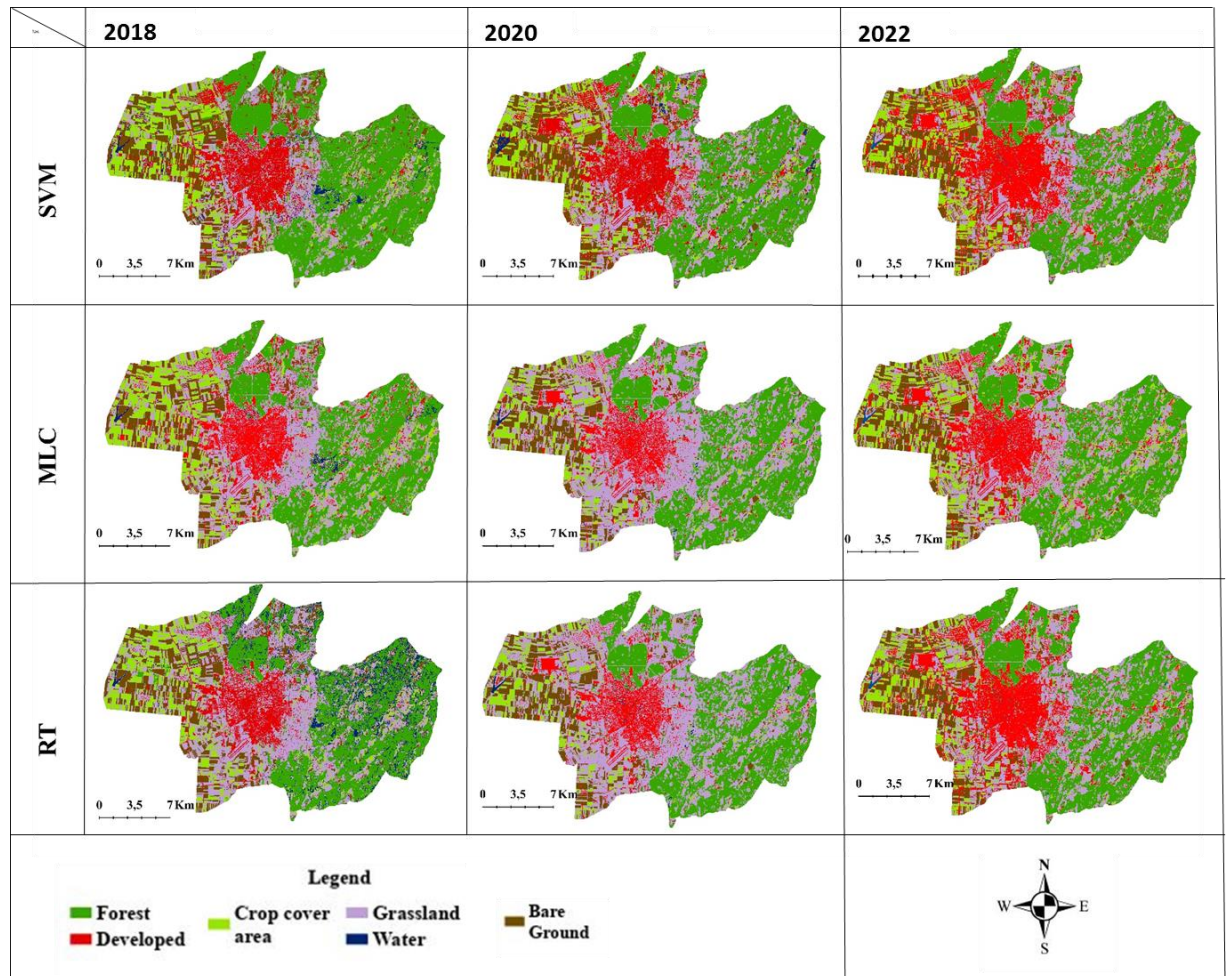 2018 2020 2022
SVM
0 3,5 7 Km
0 3,5 7 Km
0 3,5 7 Km
MLC
0 3,5 7 Km
0 3,5 7 Km
0 3,5 7 Km
RT
0 3,5 7 Km
0 3,5 7 Km
0 3,5 7 Km
Legend
Forest
Developed
Crop cover
area
Grassland
Water
Bare
Ground
N
W E
S